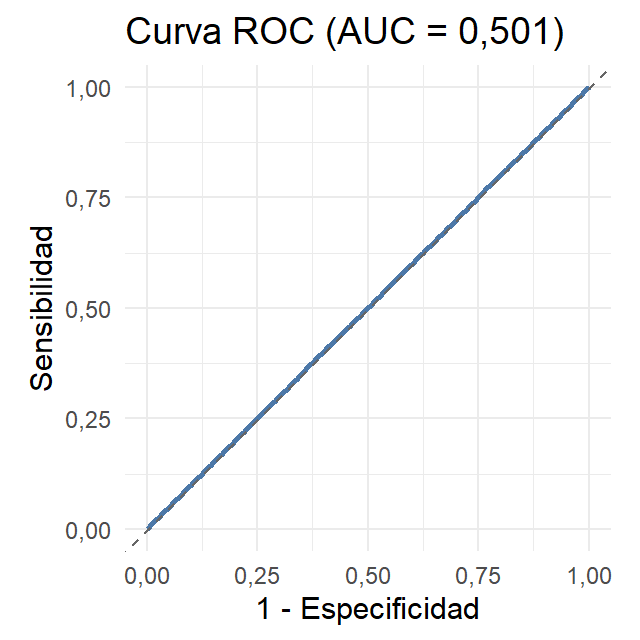 Curva ROC (AUC = 0,501)
1,00
0,75
0,50
0,25
0,00
Sensibilidad
0,00 0,25 0,50 0,75 1,00
1 - Especificidad